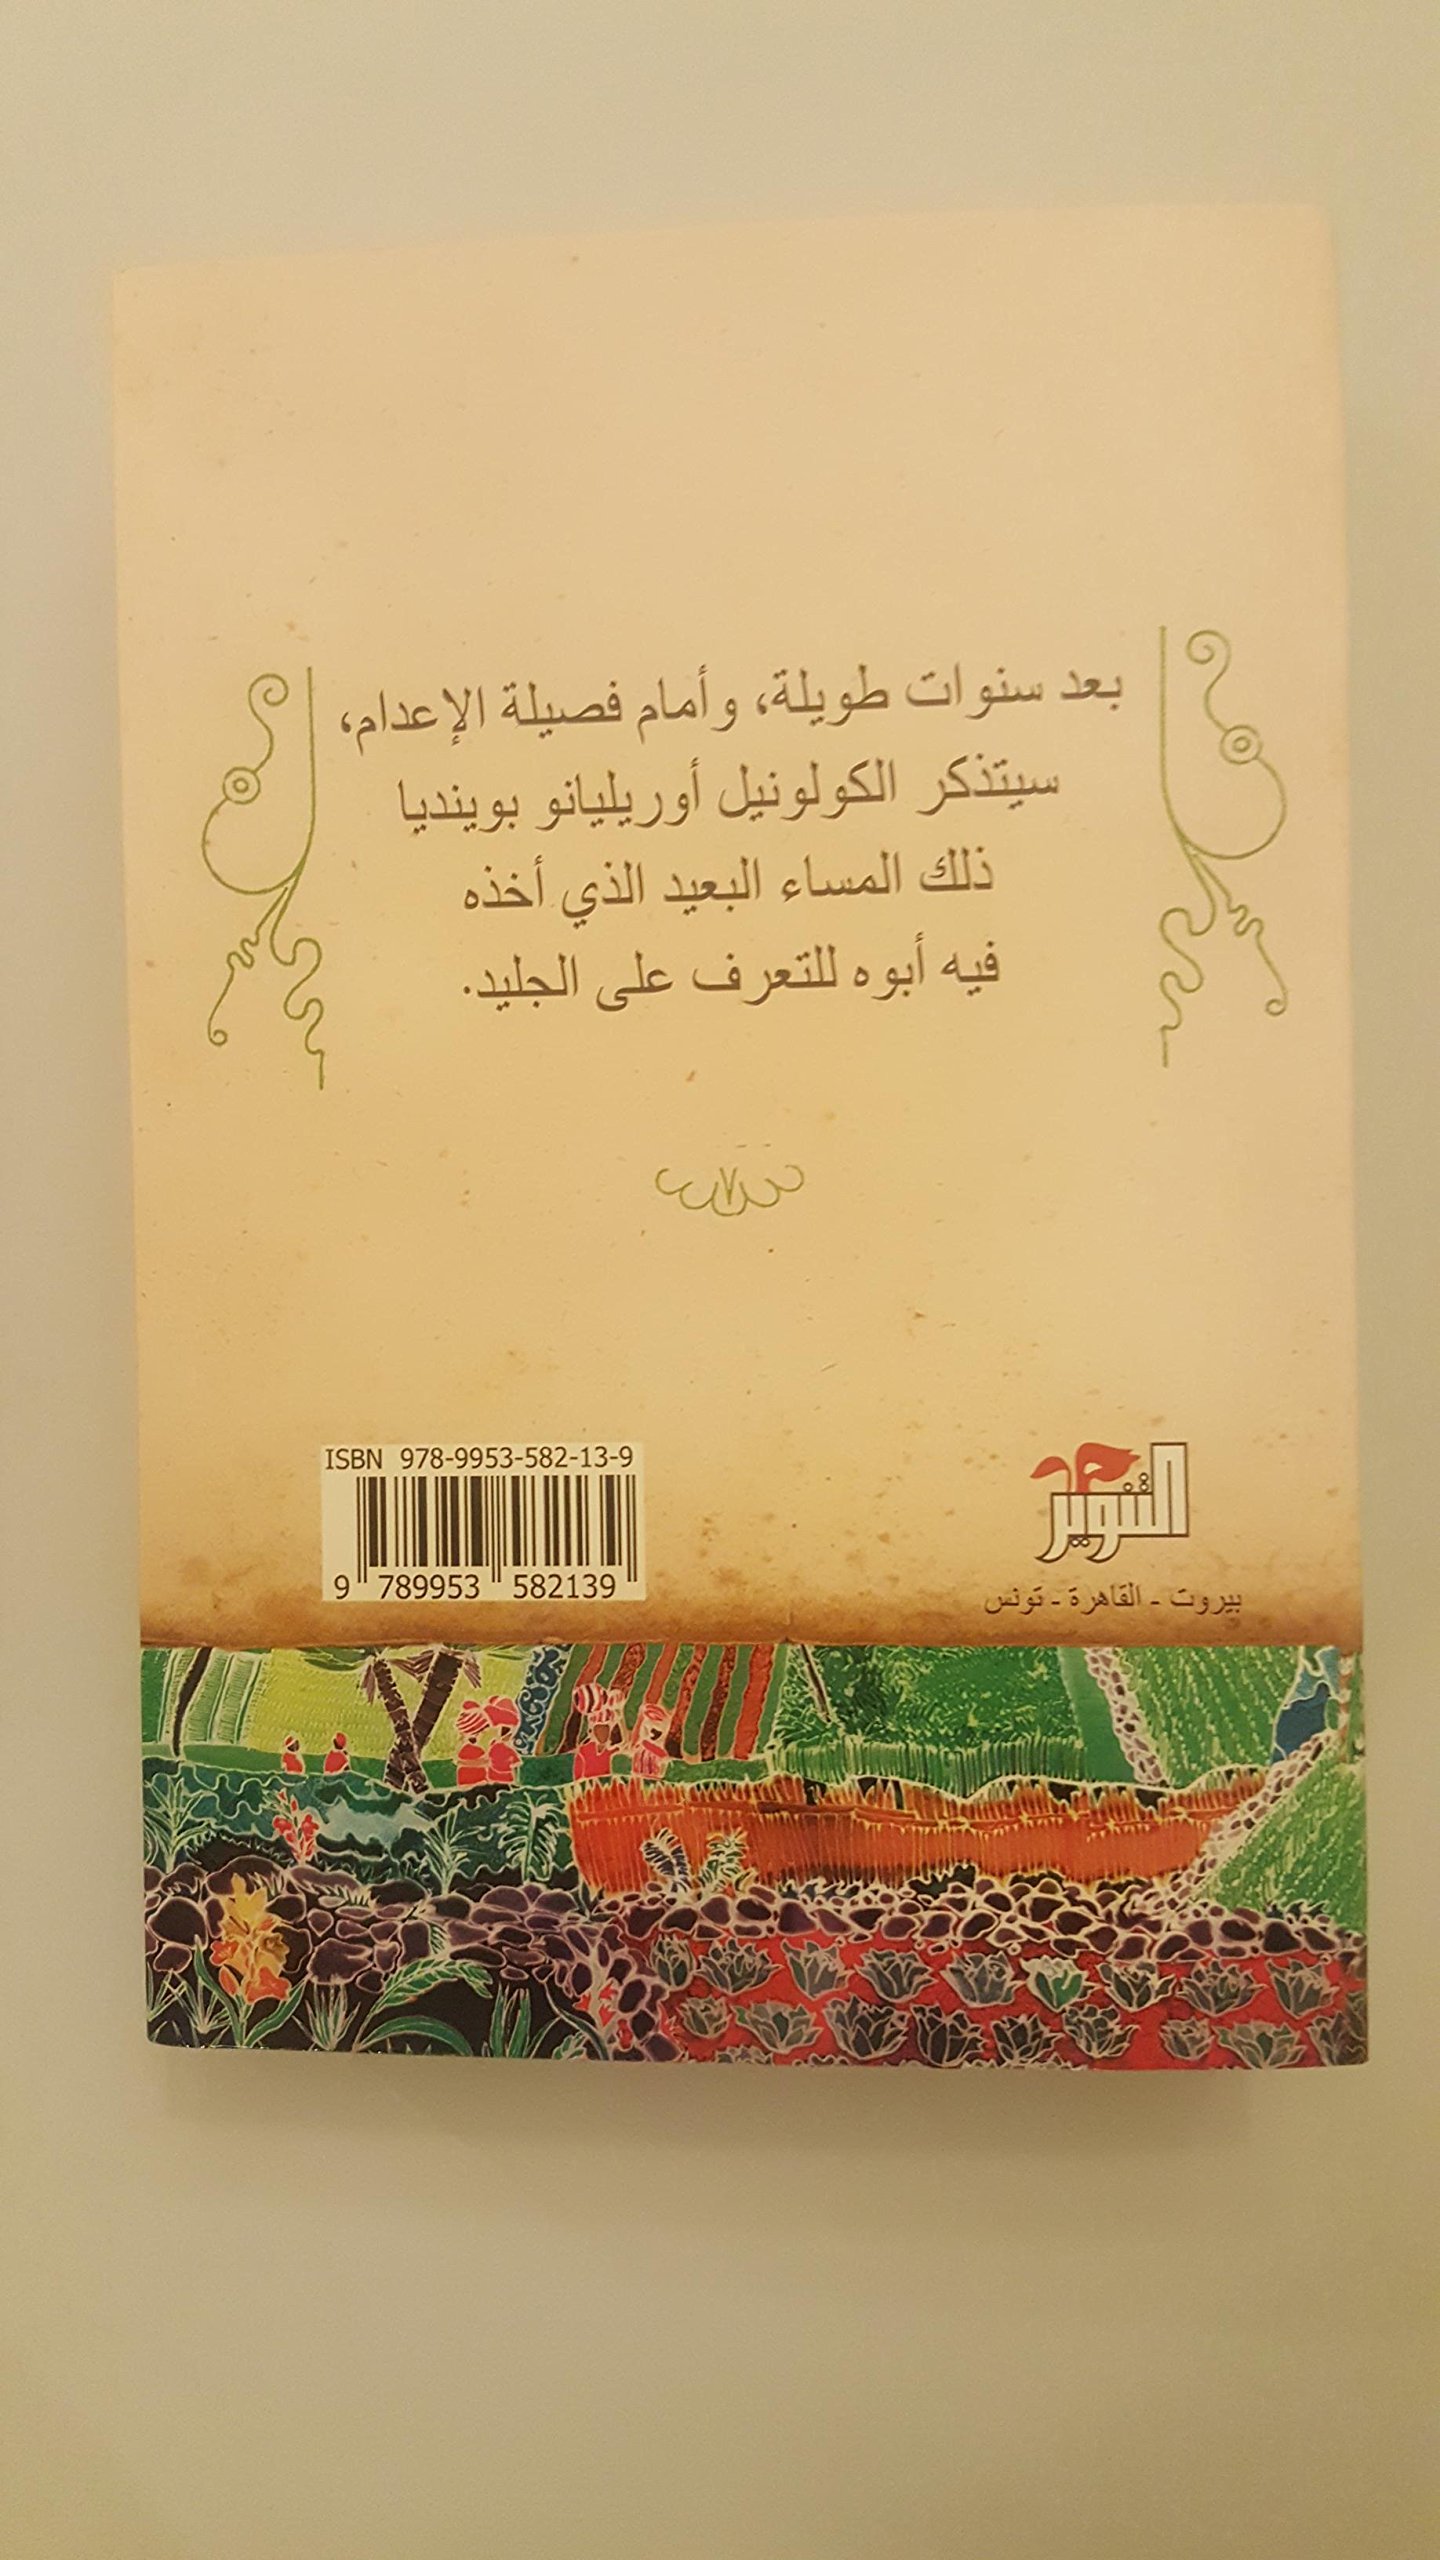 بعد سنوات طويلة، وأمام فصيلة الإعدام،
سيتذكر الكولونيل أوريليانو بوينديا
ذلك المساء البعيد الذي أخذه
فيه أبوه للتعرف على الجليد.
التنوير
بيروت - القاهرة - تونس
ISBN 978-9953-582-13-9
9 789953 582139